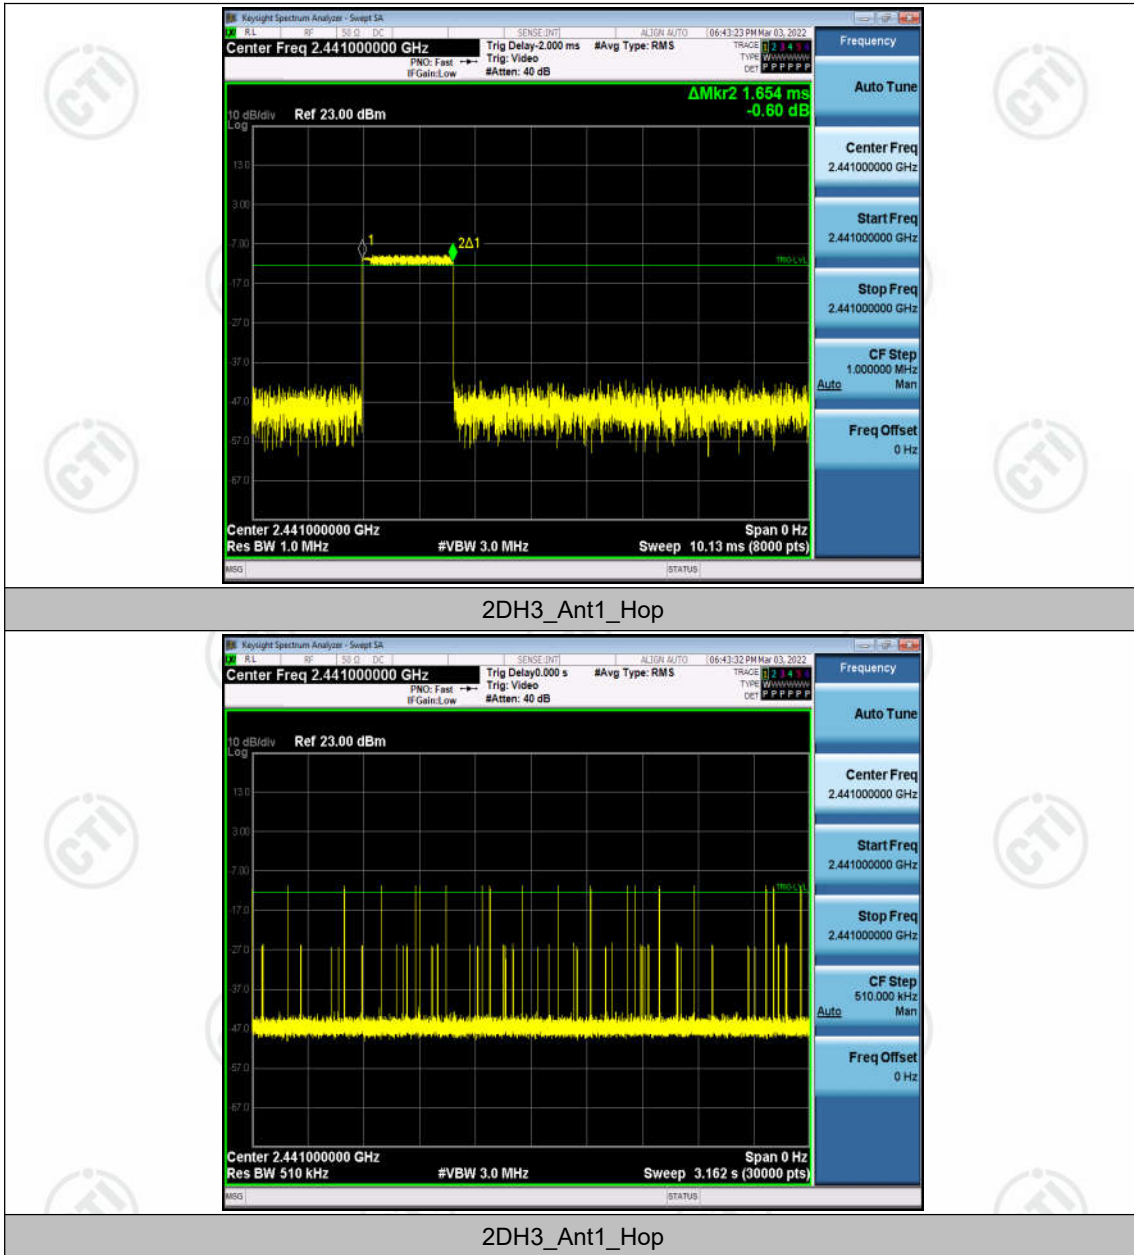 Keysight Spectrum Analyzer - Swept SA
RL RF 50 Ω DC SENSE:INT ALIGN AUTO 06:43:23 PM Mar 03, 2022
Center Freq 2.441000000 GHz Trig Delay-2.000 ms #Avg Type: RMS TRACE 1 2 3 4 5 6
PNO: Fast Trig: Video TYPE WWWWWW
IFGain:Low #Atten: 40 dB DET P P P P P P
ΔMkr2 1.654 ms
10 dB/div Ref 23.00 dBm -0.60 dB
Log
13.0
3.00
-7.00
1
2Δ1
TRIG LVL
-17.0
-27.0
-37.0
-47.0
-57.0
-67.0
Center 2.441000000 GHz Span 0 Hz
Res BW 1.0 MHz #VBW 3.0 MHz Sweep 10.13 ms (8000 pts)
MSG STATUS
Frequency
Auto Tune
Center Freq
2.441000000 GHz
Start Freq
2.441000000 GHz
Stop Freq
2.441000000 GHz
CF Step
1.000000 MHz
Auto Man
Freq Offset
0 Hz
2DH3_Ant1_Hop
Keysight Spectrum Analyzer - Swept SA
RL RF 50 Ω DC SENSE:INT ALIGN AUTO 06:43:32 PM Mar 03, 2022
Center Freq 2.441000000 GHz Trig Delay0.000 s #Avg Type: RMS TRACE 1 2 3 4 5 6
PNO: Fast Trig: Video TYPE WWWWWW
IFGain:Low #Atten: 40 dB DET P P P P P P
10 dB/div Ref 23.00 dBm
Log
13.0
3.00
-7.00
TRIG LVL
-17.0
-27.0
-37.0
-47.0
-57.0
-67.0
Center 2.441000000 GHz Span 0 Hz
Res BW 510 kHz #VBW 3.0 MHz Sweep 3.162 s (30000 pts)
MSG STATUS
Frequency
Auto Tune
Center Freq
2.441000000 GHz
Start Freq
2.441000000 GHz
Stop Freq
2.441000000 GHz
CF Step
510.000 kHz
Auto Man
Freq Offset
0 Hz
2DH3_Ant1_Hop
CTI
CTI
CTI
CTI
CTI
CTI